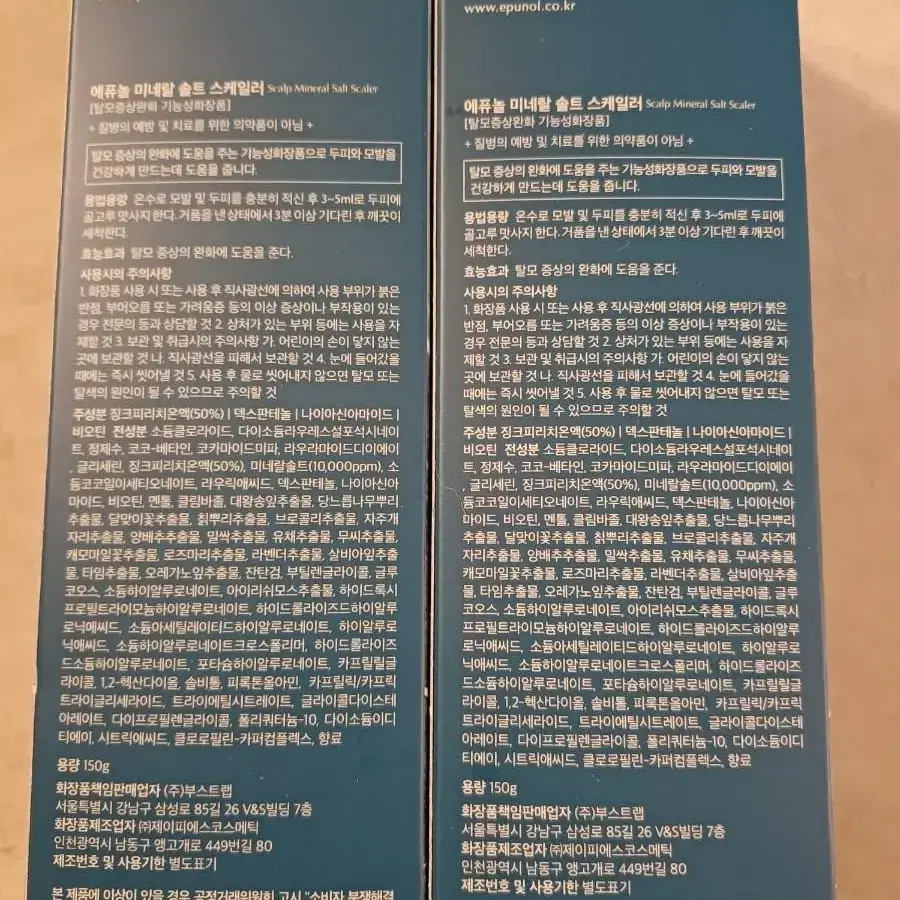 에퓨놀 미네랄 솔트 스케일러 Scalp Mineral Salt Scaler
[탈모증상완화 기능성화장품]
+ 질병의 예방 및 치료를 위한 의약품이 아님 +
탈모 증상의 완화에 도움을 주는 기능성화장품으로 두피와 모발을
건강하게 만드는데 도움을 줍니다.
용법용량 온수로 모발 및 두피를 충분히 적신 후 3~5ml로 두피에
골고루 맛사지 한다. 거품을 낸 상태에서 3분 이상 기다린 후 깨끗이
세척한다.
효능효과 탈모 증상의 완화에 도움을 준다.
사용시의 주의사항
1. 화장품 사용 시 또는 사용 후 직사광선에 의하여 사용 부위가 붉은
반점, 부어오름 또는 가려움증 등의 이상 증상이나 부작용이 있는
경우 전문의 등과 상담할 것 2. 상처가 있는 부위 등에는 사용을 자
제할 것 3. 보관 및 취급시의 주의사항 가. 어린이의 손이 닿지 않는
곳에 보관할 것 나. 직사광선을 피해서 보관할 것 4. 눈에 들어갔을
때에는 즉시 씻어낼 것 5. 사용 후 물로 씻어내지 않으면 탈모 또는
탈색의 원인이 될 수 있으므로 주의할 것
주성분 징크피리치온액(50%) | 덱스판테놀 | 나이아신아마이드 |
비오틴 전성분 소듐클로라이드, 다이소듐라우레스설포석시네이
트, 정제수, 코코-베타인, 코카마이드미파, 라우라마이드디이에이
, 글리세린, 징크피리치온액(50%), 미네랄솔트(10,000ppm), 소
듐코코일이세티오네이트, 라우릭애씨드, 덱스판테놀, 나이아신아
마이드, 비오틴, 멘톨, 클림바졸, 대왕송잎추출물, 당느릅나무뿌리
추출물, 달맞이꽃추출물, 칡뿌리추출물, 브로콜리추출물, 자주개
자리추출물, 양배추추출물, 밀싹추출물, 유채추출물, 무씨추출물,
캐모마일꽃추출물, 로즈마리추출물, 라벤더추출물, 살비아잎추출
물, 타임추출물, 오레가노잎추출물, 잔탄검, 부틸렌글라이콜, 글루
코오스, 소듐하이알루로네이트, 아이리쉬모스추출물, 하이드록시
프로필트라이모늄하이알루로네이트, 하이드롤라이즈드하이알루
로닉애씨드, 소듐아세틸레이티드하이알루로네이트, 하이알루로
닉애씨드, 소듐하이알루로네이트크로스폴리머, 하이드롤라이즈
드소듐하이알루로네이트, 포타슘하이알루로네이트, 카프릴릴글
라이콜, 1,2-헥산다이올, 솔비톨, 피록톤올아민, 카프릴릭/카프릭
트라이글리세라이드, 트라이에틸시트레이트, 글라이콜다이스테
아레이트, 다이프로필렌글라이콜, 폴리쿼터늄-10, 다이소듐이디
티에이, 시트릭애씨드, 클로로필린-카퍼컴플렉스, 향료
용량 150g
화장품책임판매업자 (주)부스트랩
서울특별시 강남구 삼성로 85길 26 V&S빌딩 7층
화장품제조업자 ㈜제이피에스코스메틱
인천광역시 남동구 앵고개로 449번길 80
제조번호 및 사용기한 별도표기
본 제품에 이상이 있을 경우 공정거래위원회 고시 "소비자 분쟁해결
www.epunol.co.kr
에퓨놀 미네랄 솔트 스케일러 Scalp Mineral Salt Scaler
[탈모증상완화 기능성화장품]
+ 질병의 예방 및 치료를 위한 의약품이 아님 +
탈모 증상의 완화에 도움을 주는 기능성화장품으로 두피와 모발을
건강하게 만드는데 도움을 줍니다.
용법용량 온수로 모발 및 두피를 충분히 적신 후 3~5ml로 두피에
골고루 맛사지 한다. 거품을 낸 상태에서 3분 이상 기다린 후 깨끗이
세척한다.
효능효과 탈모 증상의 완화에 도움을 준다.
사용시의 주의사항
1. 화장품 사용 시 또는 사용 후 직사광선에 의하여 사용 부위가 붉은
반점, 부어오름 또는 가려움증 등의 이상 증상이나 부작용이 있는
경우 전문의 등과 상담할 것 2. 상처가 있는 부위 등에는 사용을 자
제할 것 3. 보관 및 취급시의 주의사항 가. 어린이의 손이 닿지 않는
곳에 보관할 것 나. 직사광선을 피해서 보관할 것 4. 눈에 들어갔을
때에는 즉시 씻어낼 것 5. 사용 후 물로 씻어내지 않으면 탈모 또는
탈색의 원인이 될 수 있으므로 주의할 것
주성분 징크피리치온액(50%) | 덱스판테놀 | 나이아신아마이드 |
비오틴 전성분 소듐클로라이드, 다이소듐라우레스설포석시네이
트, 정제수, 코코-베타인, 코카마이드미파, 라우라마이드디이에이
, 글리세린, 징크피리치온액(50%), 미네랄솔트(10,000ppm), 소
듐코코일이세티오네이트, 라우릭애씨드, 덱스판테놀, 나이아신아
마이드, 비오틴, 멘톨, 클림바졸, 대왕송잎추출물, 당느릅나무뿌리
추출물, 달맞이꽃추출물, 칡뿌리추출물, 브로콜리추출물, 자주개
자리추출물, 양배추추출물, 밀싹추출물, 유채추출물, 무씨추출물,
캐모마일꽃추출물, 로즈마리추출물, 라벤더추출물, 살비아잎추출
물, 타임추출물, 오레가노잎추출물, 잔탄검, 부틸렌글라이콜, 글루
코오스, 소듐하이알루로네이트, 아이리쉬모스추출물, 하이드록시
프로필트라이모늄하이알루로네이트, 하이드롤라이즈드하이알루
로닉애씨드, 소듐아세틸레이티드하이알루로네이트, 하이알루로
닉애씨드, 소듐하이알루로네이트크로스폴리머, 하이드롤라이즈
드소듐하이알루로네이트, 포타슘하이알루로네이트, 카프릴릴글
라이콜, 1,2-헥산다이올, 솔비톨, 피록톤올아민, 카프릴릭/카프릭
트라이글리세라이드, 트라이에틸시트레이트, 글라이콜다이스테
아레이트, 다이프로필렌글라이콜, 폴리쿼터늄-10, 다이소듐이디
티에이, 시트릭애씨드, 클로로필린-카퍼컴플렉스, 향료
용량 150g
화장품책임판매업자 (주)부스트랩
서울특별시 강남구 삼성로 85길 26 V&S빌딩 7층
화장품제조업자 ㈜제이피에스코스메틱
인천광역시 남동구 앵고개로 449번길 80
제조번호 및 사용기한 별도표기